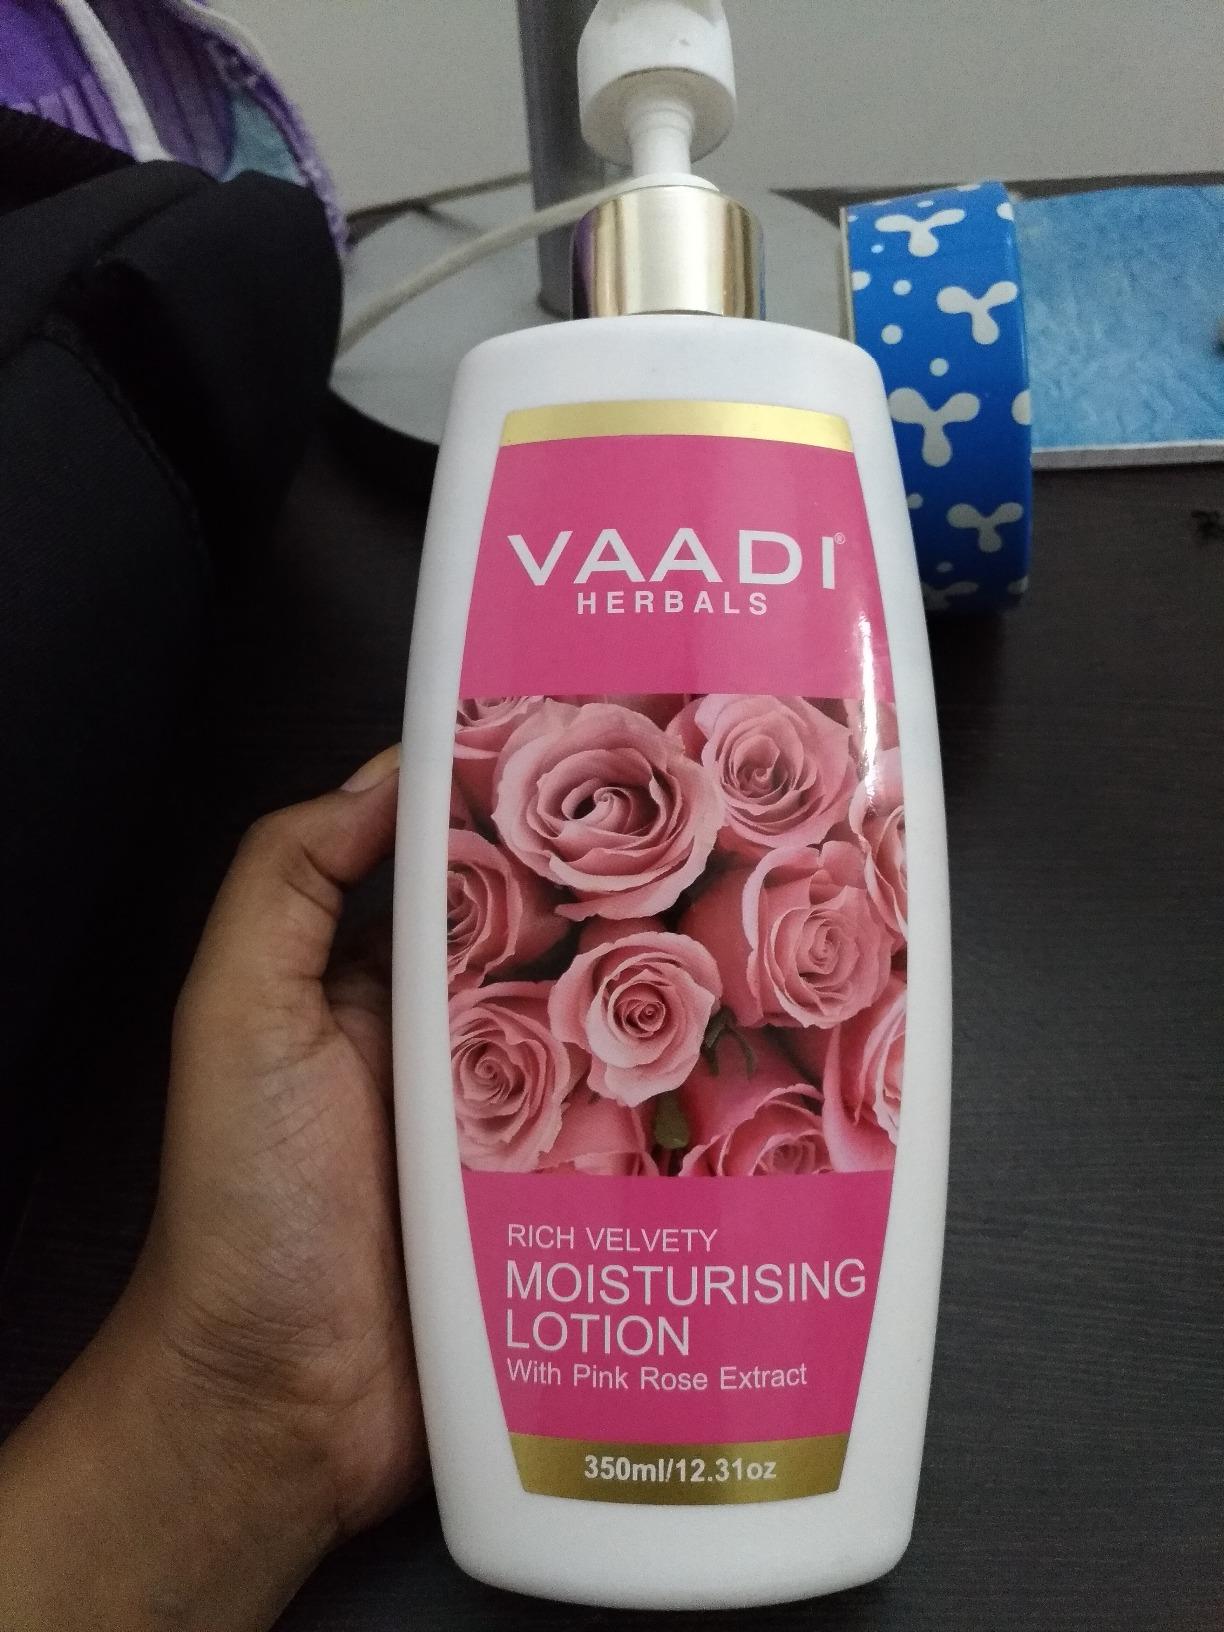 VAADI®
HERBALS
RICH VELVETY
MOISTURISING
LOTION
With Pink Rose Extract
350ml/12.31oz